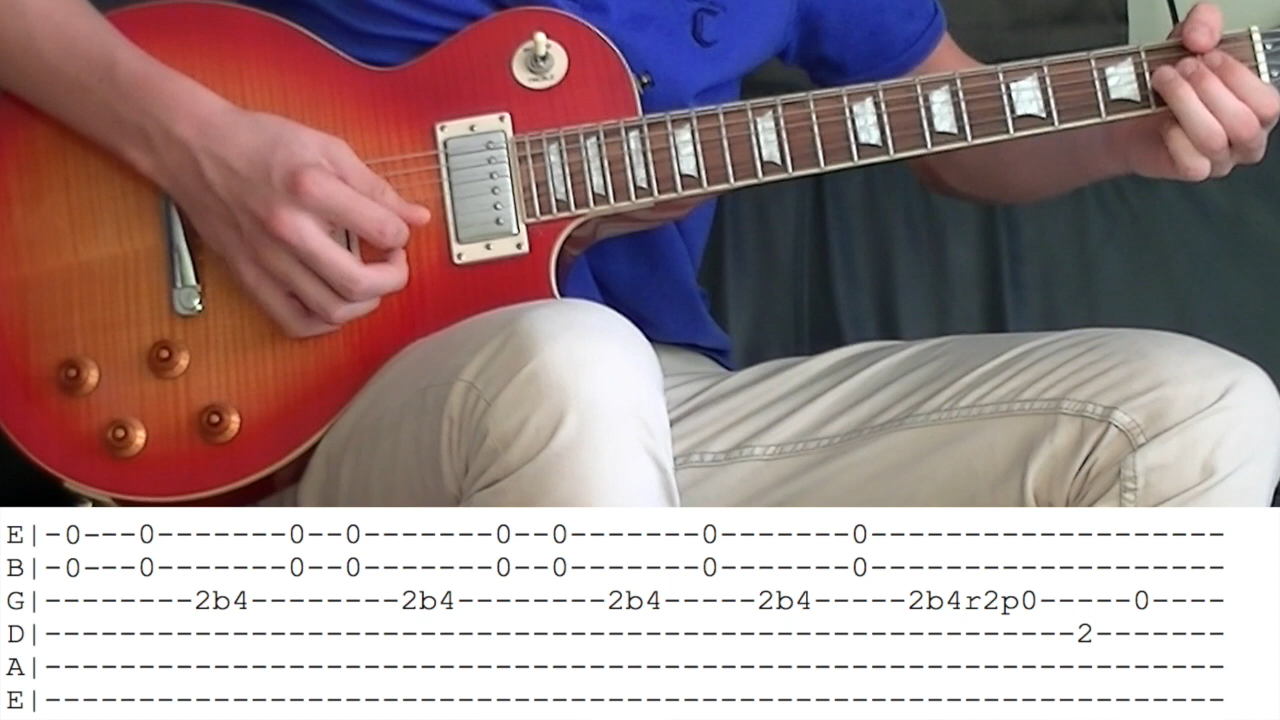 E|-0---0-------0--0-------0--0-------0-------0-------------------
B|-0---0-------0--0-------0--0-------0-------0-------------------
G|--------2b4--------2b4--------2b4-----2b4-----2b4r2p0-----0----
D|-------------------------------------------------------2-------
A|---------------------------------------------------------------
E|---------------------------------------------------------------